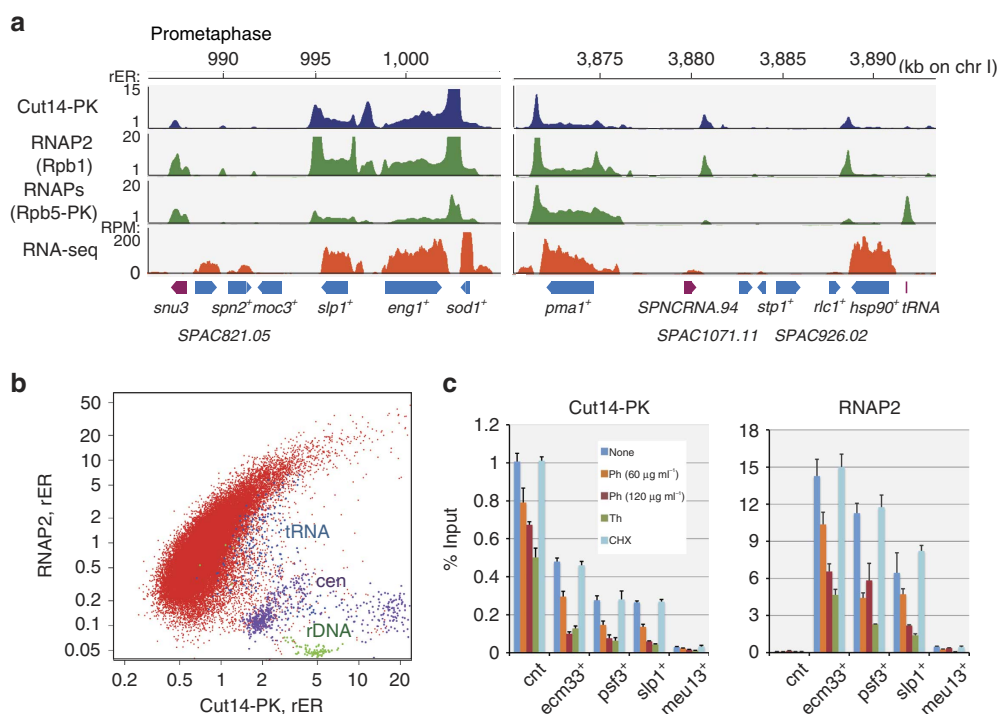 a
Prometaphase
rER:
990 995 1,000 3,875 3,880 3,885 3,890 (kb on chr I)
Cut14-PK 15 1
RNAP2 (Rpb1) 20 1
RNAPs (Rpb5-PK) 20 1
RPM:
RNA-seq 200 0
snu3 spn2+ moc3+ slp1+ eng1+ sod1+ pma1+ SPNCRNA.94 stp1+ rlc1+ hsp90+ tRNA
SPAC821.05 SPAC1071.11 SPAC926.02
b
RNAP2, rER
50
20
10
5
2
1
0.5
0.2
0.1
0.05
tRNA
cen
rDNA
0.2 0.5 1 2 5 10 20
Cut14-PK, rER
c
Cut14-PK
% Input
1.2
1
0.8
0.6
0.4
0.2
0
None
Ph (60 μg ml⁻¹)
Ph (120 μg ml⁻¹)
Th
CHX
cnt ecm33+ psf3+ slp1+ meu13+
RNAP2
18
15
12
9
6
3
0
cnt ecm33+ psf3+ slp1+ meu13+